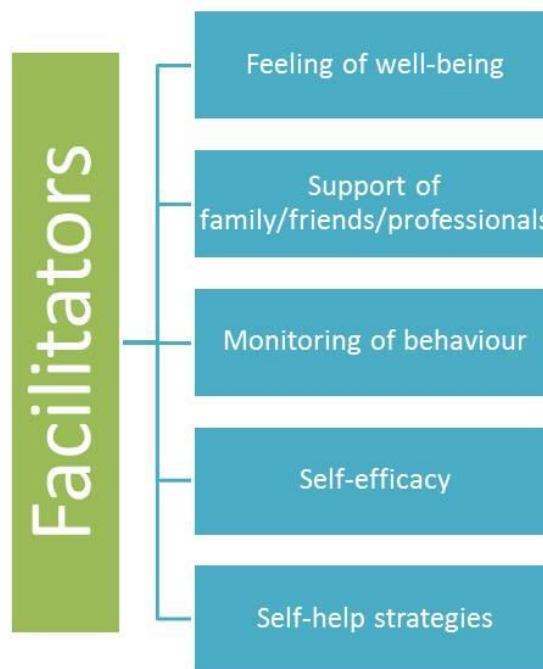 Facilitators
Feeling of well-being
Support of
family/friends/professionals
Monitoring of behaviour
Self-efficacy
Self-help strategies